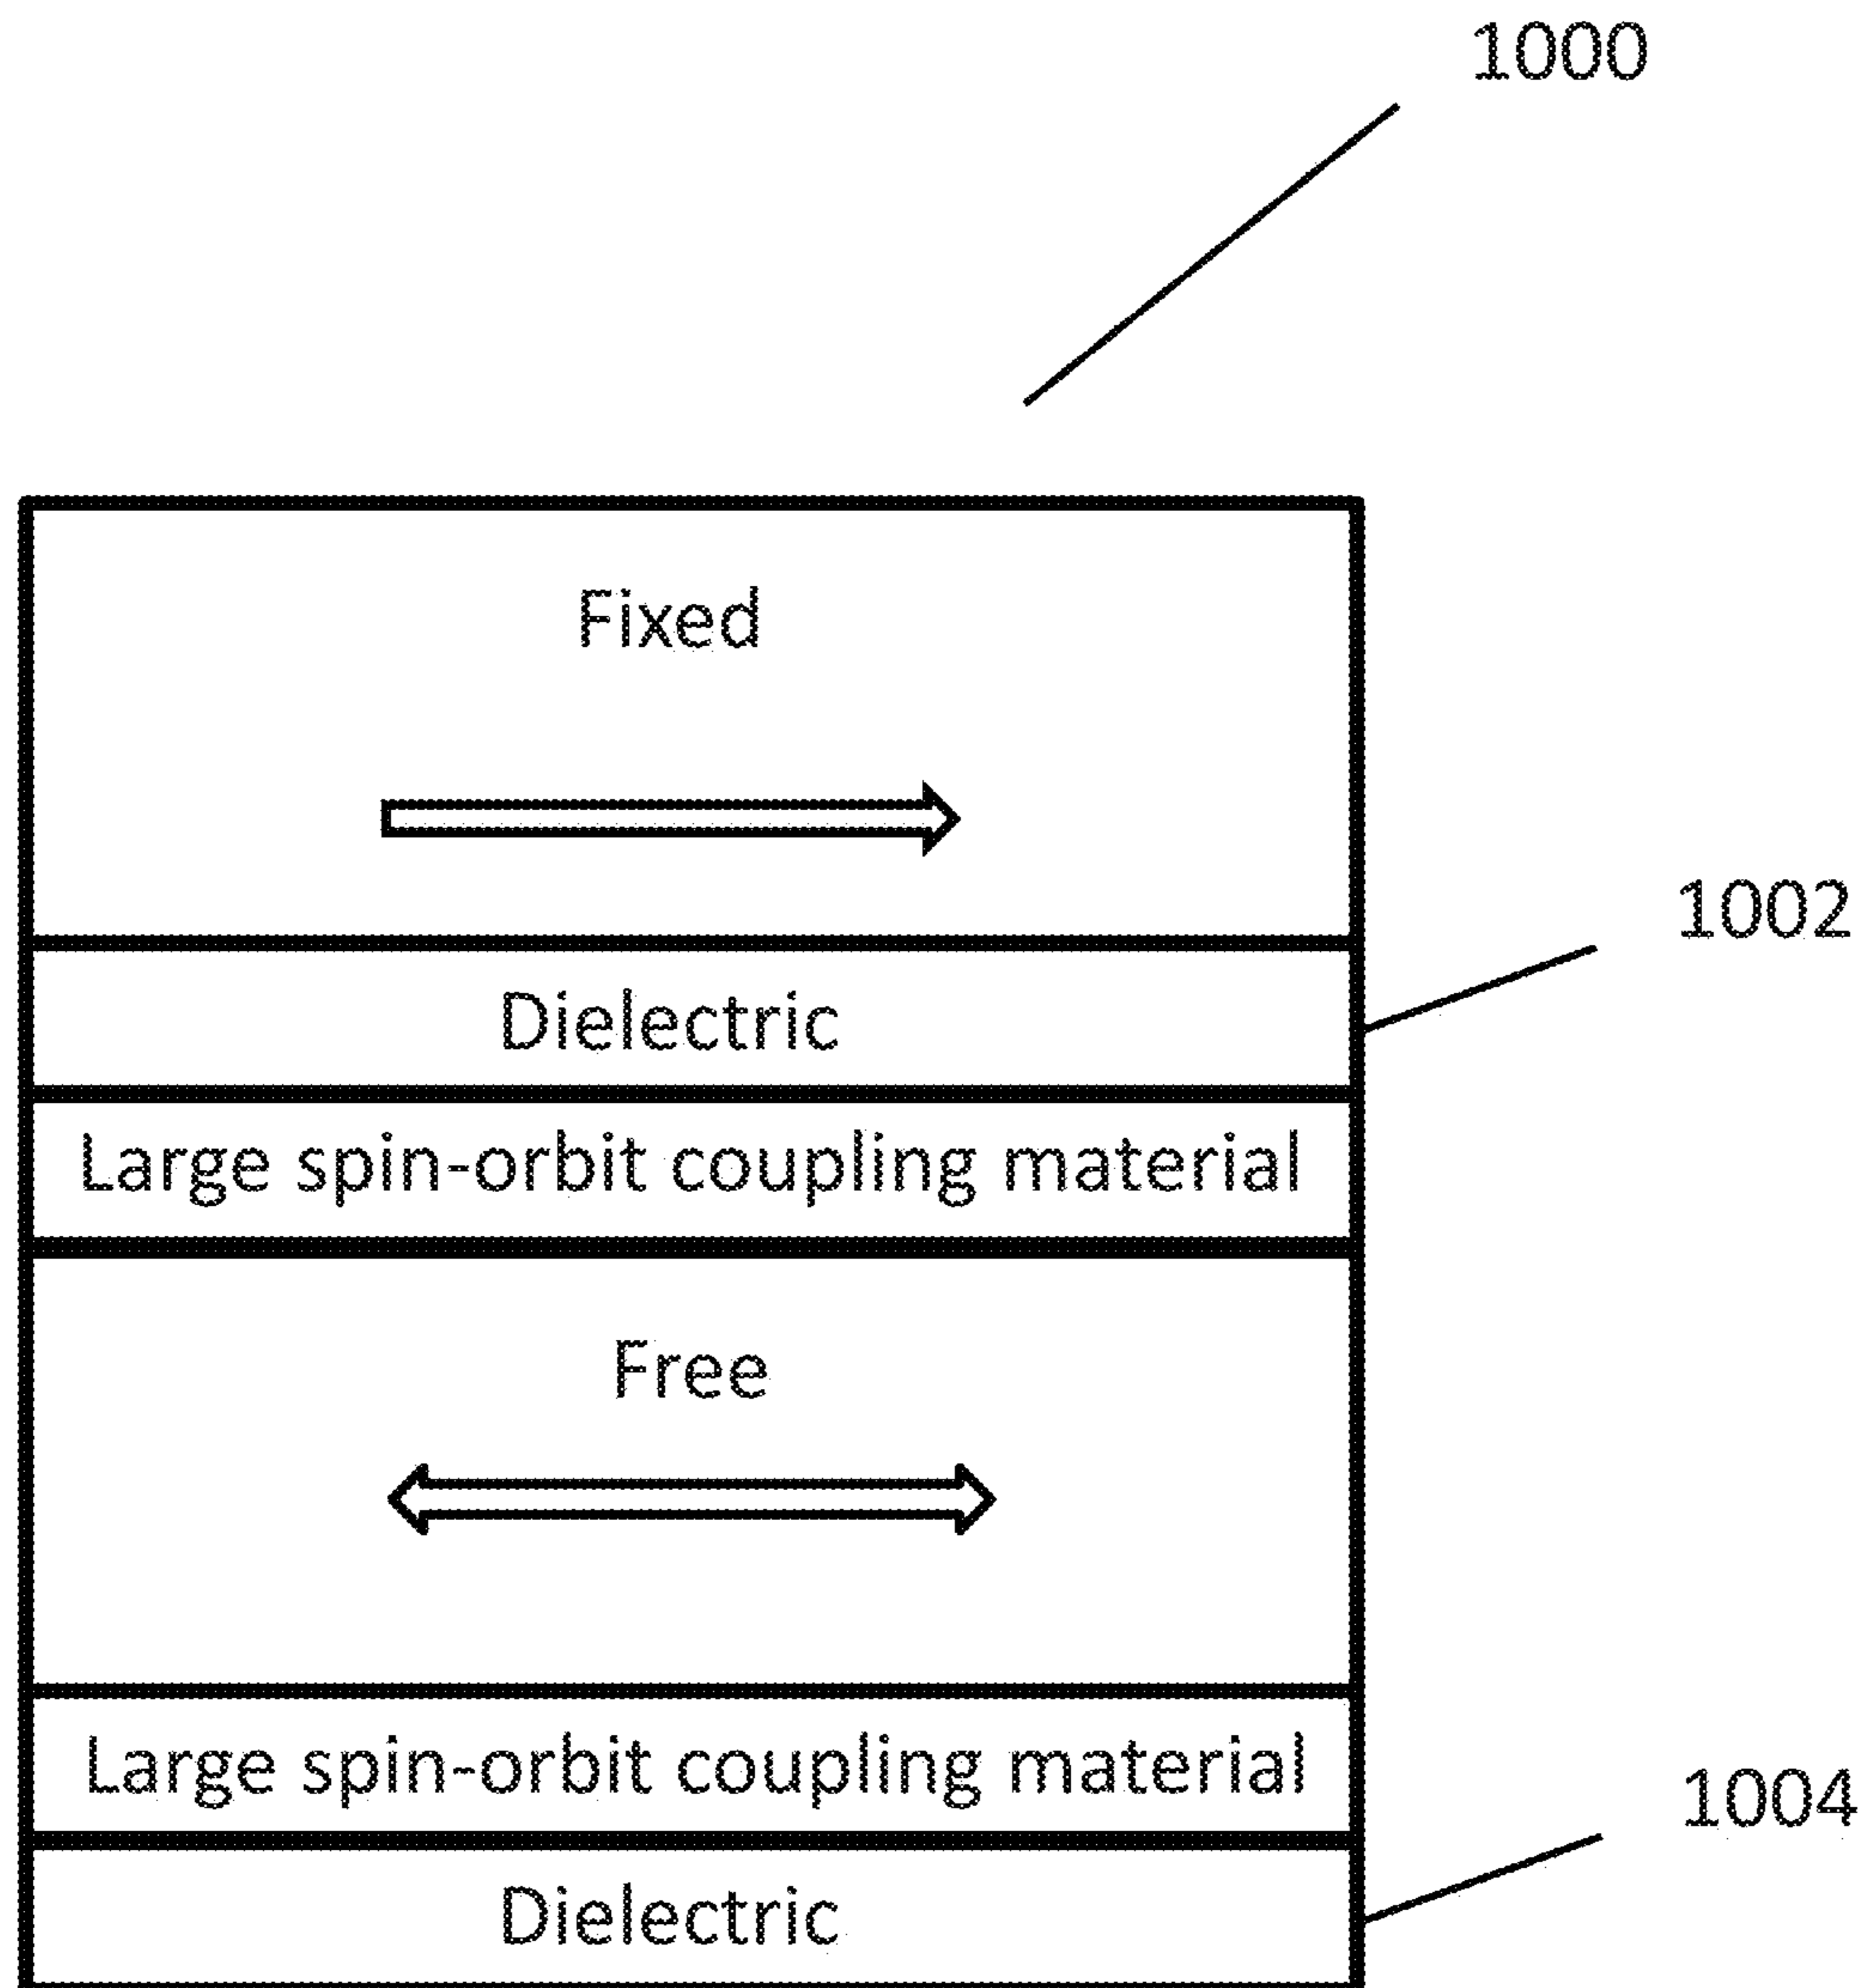 1000
Fixed
1002
Dielectric
Large spin-orbit coupling material
Free
Large spin-orbit coupling material
1004
Dielectric